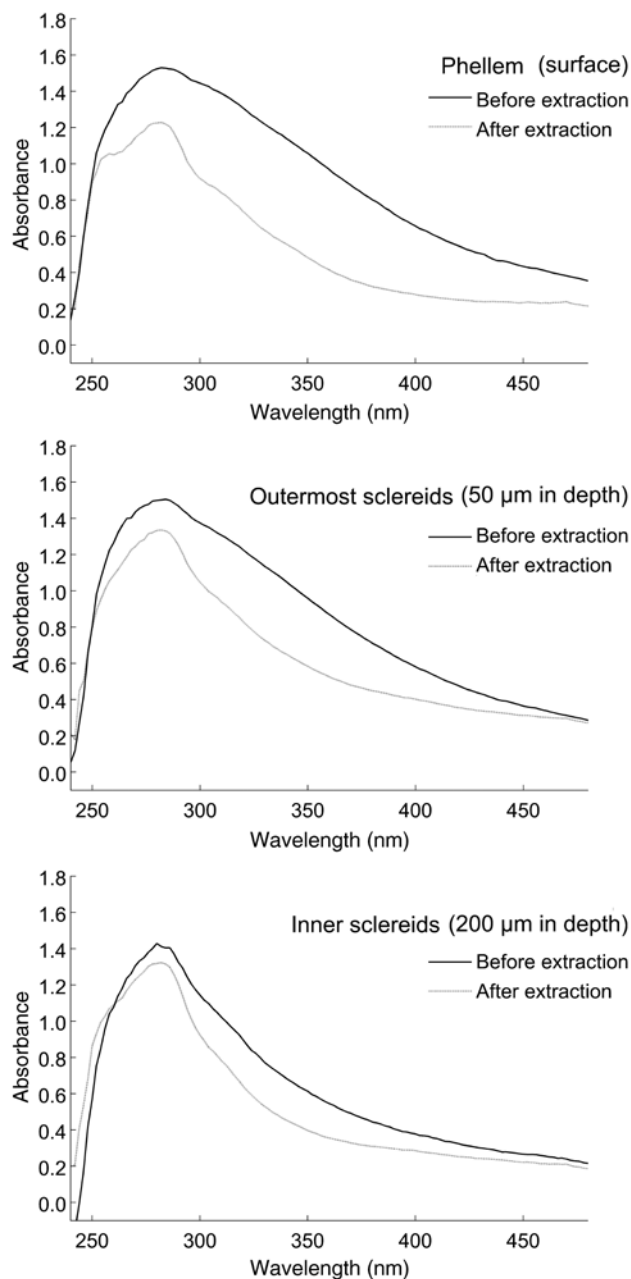 1.8
1.6
1.4
1.2
1.0
0.8
0.6
0.4
0.2
0.0
Absorbance
Phellem (surface)
Before extraction
After extraction
250 300 350 400 450
Wavelength (nm)
1.8
1.6
1.4
1.2
1.0
0.8
0.6
0.4
0.2
0.0
Absorbance
Outermost sclereids (50 µm in depth)
Before extraction
After extraction
250 300 350 400 450
Wavelength (nm)
1.8
1.6
1.4
1.2
1.0
0.8
0.6
0.4
0.2
0.0
Absorbance
Inner sclereids (200 µm in depth)
Before extraction
After extraction
250 300 350 400 450
Wavelength (nm)